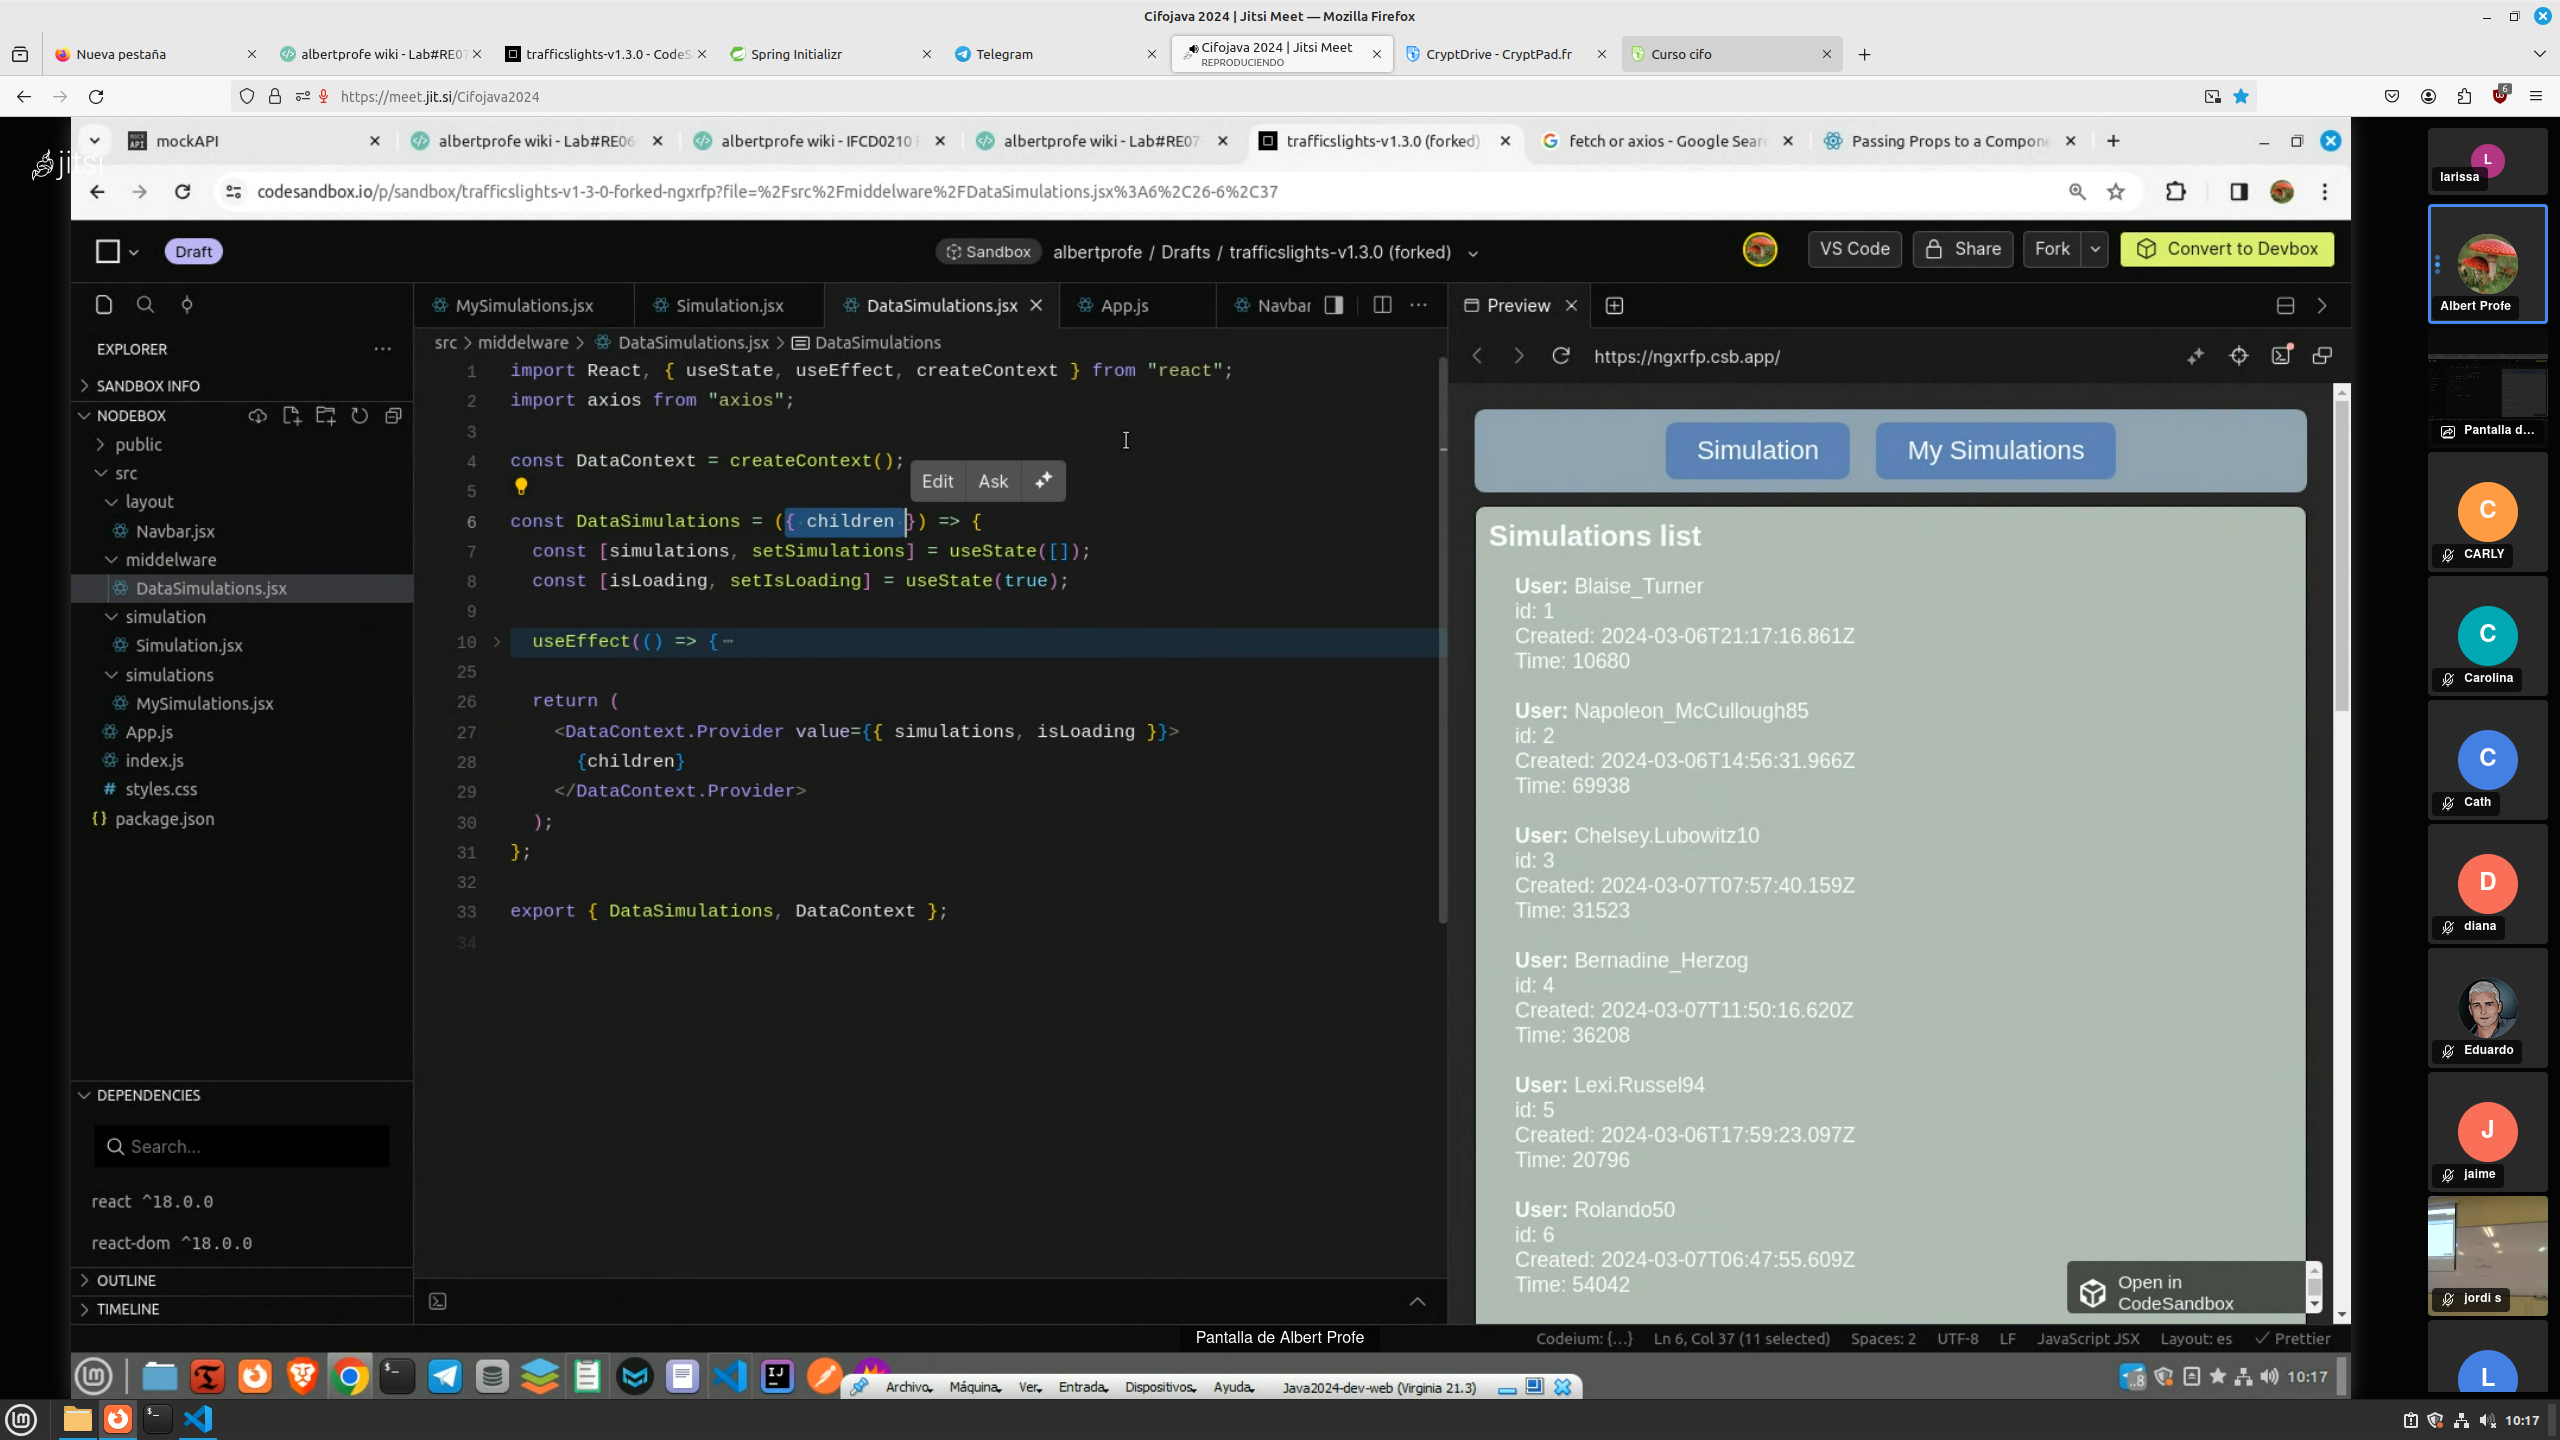 Cifojava 2024 | Jitsi Meet — Mozilla Firefox
Nueva pestaña
albertprofe wiki - Lab#RE07
trafficslights-v1.3.0 - CodeS
Spring Initializr
Telegram
Cifojava 2024 | Jitsi Meet
REPRODUCIENDO
CryptDrive - CryptPad.fr
Curso cifo
https://meet.jit.si/Cifojava2024
6
jitsi
mockAPI
albertprofe wiki - Lab#RE06
albertprofe wiki - IFCD0210
albertprofe wiki - Lab#RE07
trafficslights-v1.3.0 (forked)
fetch or axios - Google Sear
Passing Props to a Compone
codesandbox.io/p/sandbox/trafficslights-v1-3-0-forked-ngxrfp?file=%2Fsrc%2Fmiddelware%2FDataSimulations.jsx%3A6%2C26-6%2C37
Draft
Sandbox
albertprofe / Drafts / trafficslights-v1.3.0 (forked)
VS Code
Share
Fork
Convert to Devbox
EXPLORER
SANDBOX INFO
NODEBOX
public
src
layout
Navbar.jsx
middelware
DataSimulations.jsx
simulation
Simulation.jsx
simulations
MySimulations.jsx
App.js
index.js
# styles.css
{} package.json
DEPENDENCIES
Search...
react ^18.0.0
react-dom ^18.0.0
OUTLINE
TIMELINE
MySimulations.jsx
Simulation.jsx
DataSimulations.jsx
App.js
Navbar
src > middelware > DataSimulations.jsx > DataSimulations
1 import React, { useState, useEffect, createContext } from "react";
2 import axios from "axios";
3
4 const DataContext = createContext();
5
Edit Ask
6 const DataSimulations = ({ children }) => {
7 const [simulations, setSimulations] = useState([]);
8 const [isLoading, setIsLoading] = useState(true);
9
10 useEffect(() => { ⋯
25
26 return (
27 <DataContext.Provider value={{ simulations, isLoading }}>
28 {children}
29 </DataContext.Provider>
30 );
31 };
32
33 export { DataSimulations, DataContext };
34
Preview
https://ngxrfp.csb.app/
Simulation
My Simulations
Simulations list
User: Blaise_Turner
id: 1
Created: 2024-03-06T21:17:16.861Z
Time: 10680
User: Napoleon_McCullough85
id: 2
Created: 2024-03-06T14:56:31.966Z
Time: 69938
User: Chelsey.Lubowitz10
id: 3
Created: 2024-03-07T07:57:40.159Z
Time: 31523
User: Bernadine_Herzog
id: 4
Created: 2024-03-07T11:50:16.620Z
Time: 36208
User: Lexi.Russel94
id: 5
Created: 2024-03-06T17:59:23.097Z
Time: 20796
User: Rolando50
id: 6
Created: 2024-03-07T06:47:55.609Z
Time: 54042
Open in
CodeSandbox
Pantalla de Albert Profe
Codeium: {...}
Ln 6, Col 37 (11 selected)
Spaces: 2
UTF-8
LF
JavaScript JSX
Layout: es
Prettier
Archivo
Máquina
Ver
Entrada
Dispositivos
Ayuda
Java2024-dev-web (Virginia 21.3)
10:17
10:17
L
larissa
Albert Profe
Pantalla d...
C
CARLY
C
Carolina
C
Cath
D
diana
Eduardo
J
jaime
jordi s
L